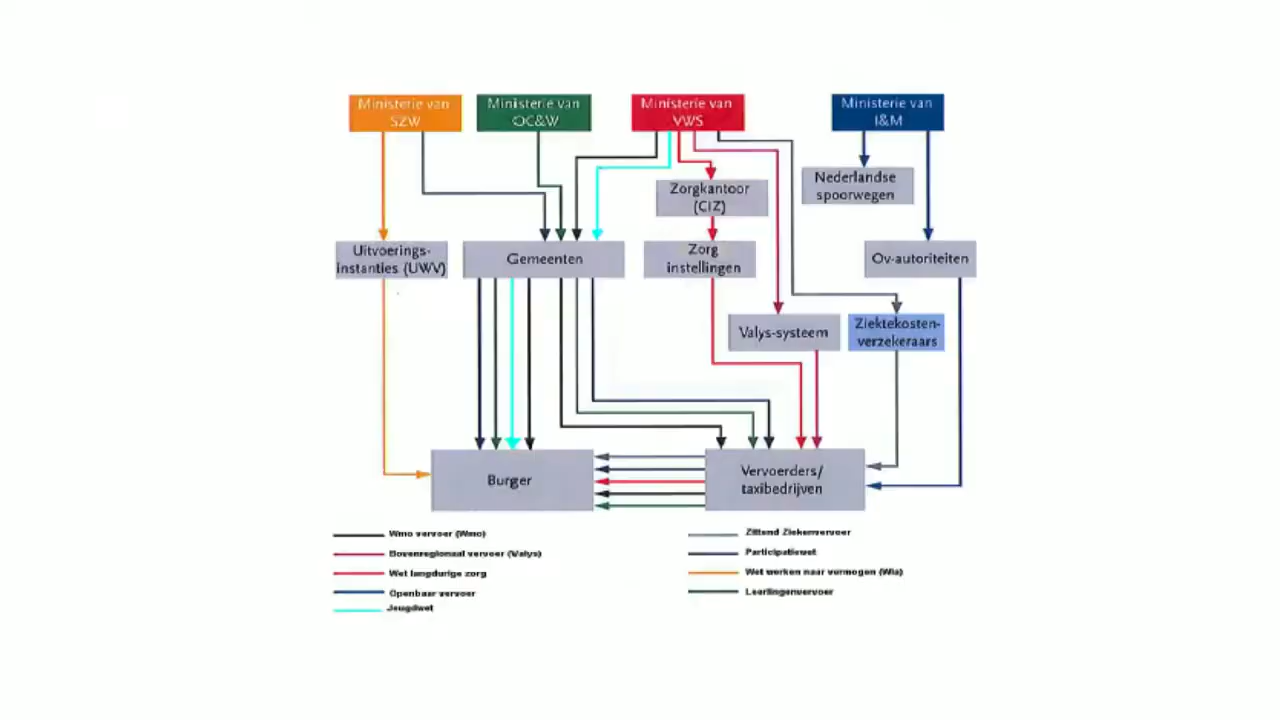 Ministerie van
SZW
Ministerie van
OC&W
Ministerie van
VWS
Ministerie van
I&M
Nederlandse
spoorwegen
Zorgkantoor
(CIZ)
Uitvoerings-
instanties (UWV)
Gemeenten
Zorg
instellingen
Ov-autoriteiten
Valys-systeem
Ziektekosten-
verzekeraars
Burger
Vervoerders/
taxibedrijven
Wmo vervoer (Wmo)
Bovenregionaal vervoer (Valys)
Wet langdurige zorg
Openbaar vervoer
Jeugdwet
Zittend Ziekenvervoer
Participatiewet
Wet werken naar vermogen (Wia)
Leerlingenvervoer